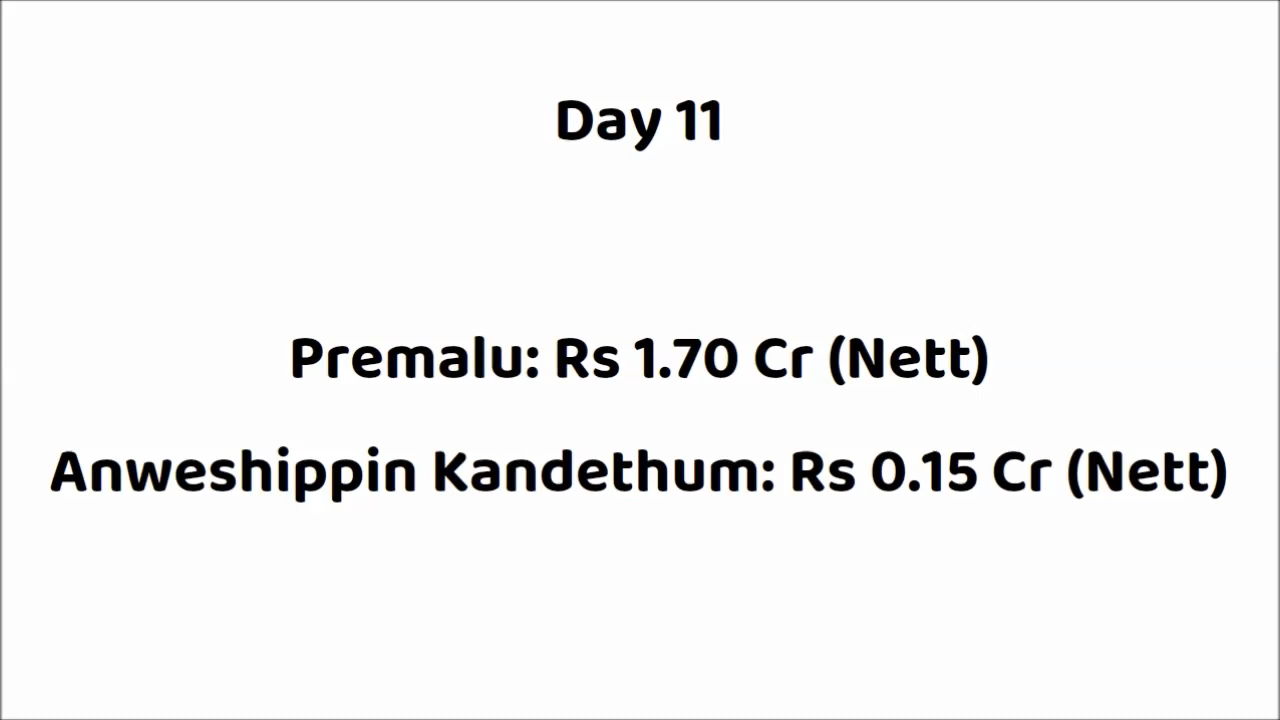 Day 11
Premalu: Rs 1.70 Cr (Nett)
Anweshippin Kandethum: Rs 0.15 Cr (Nett)